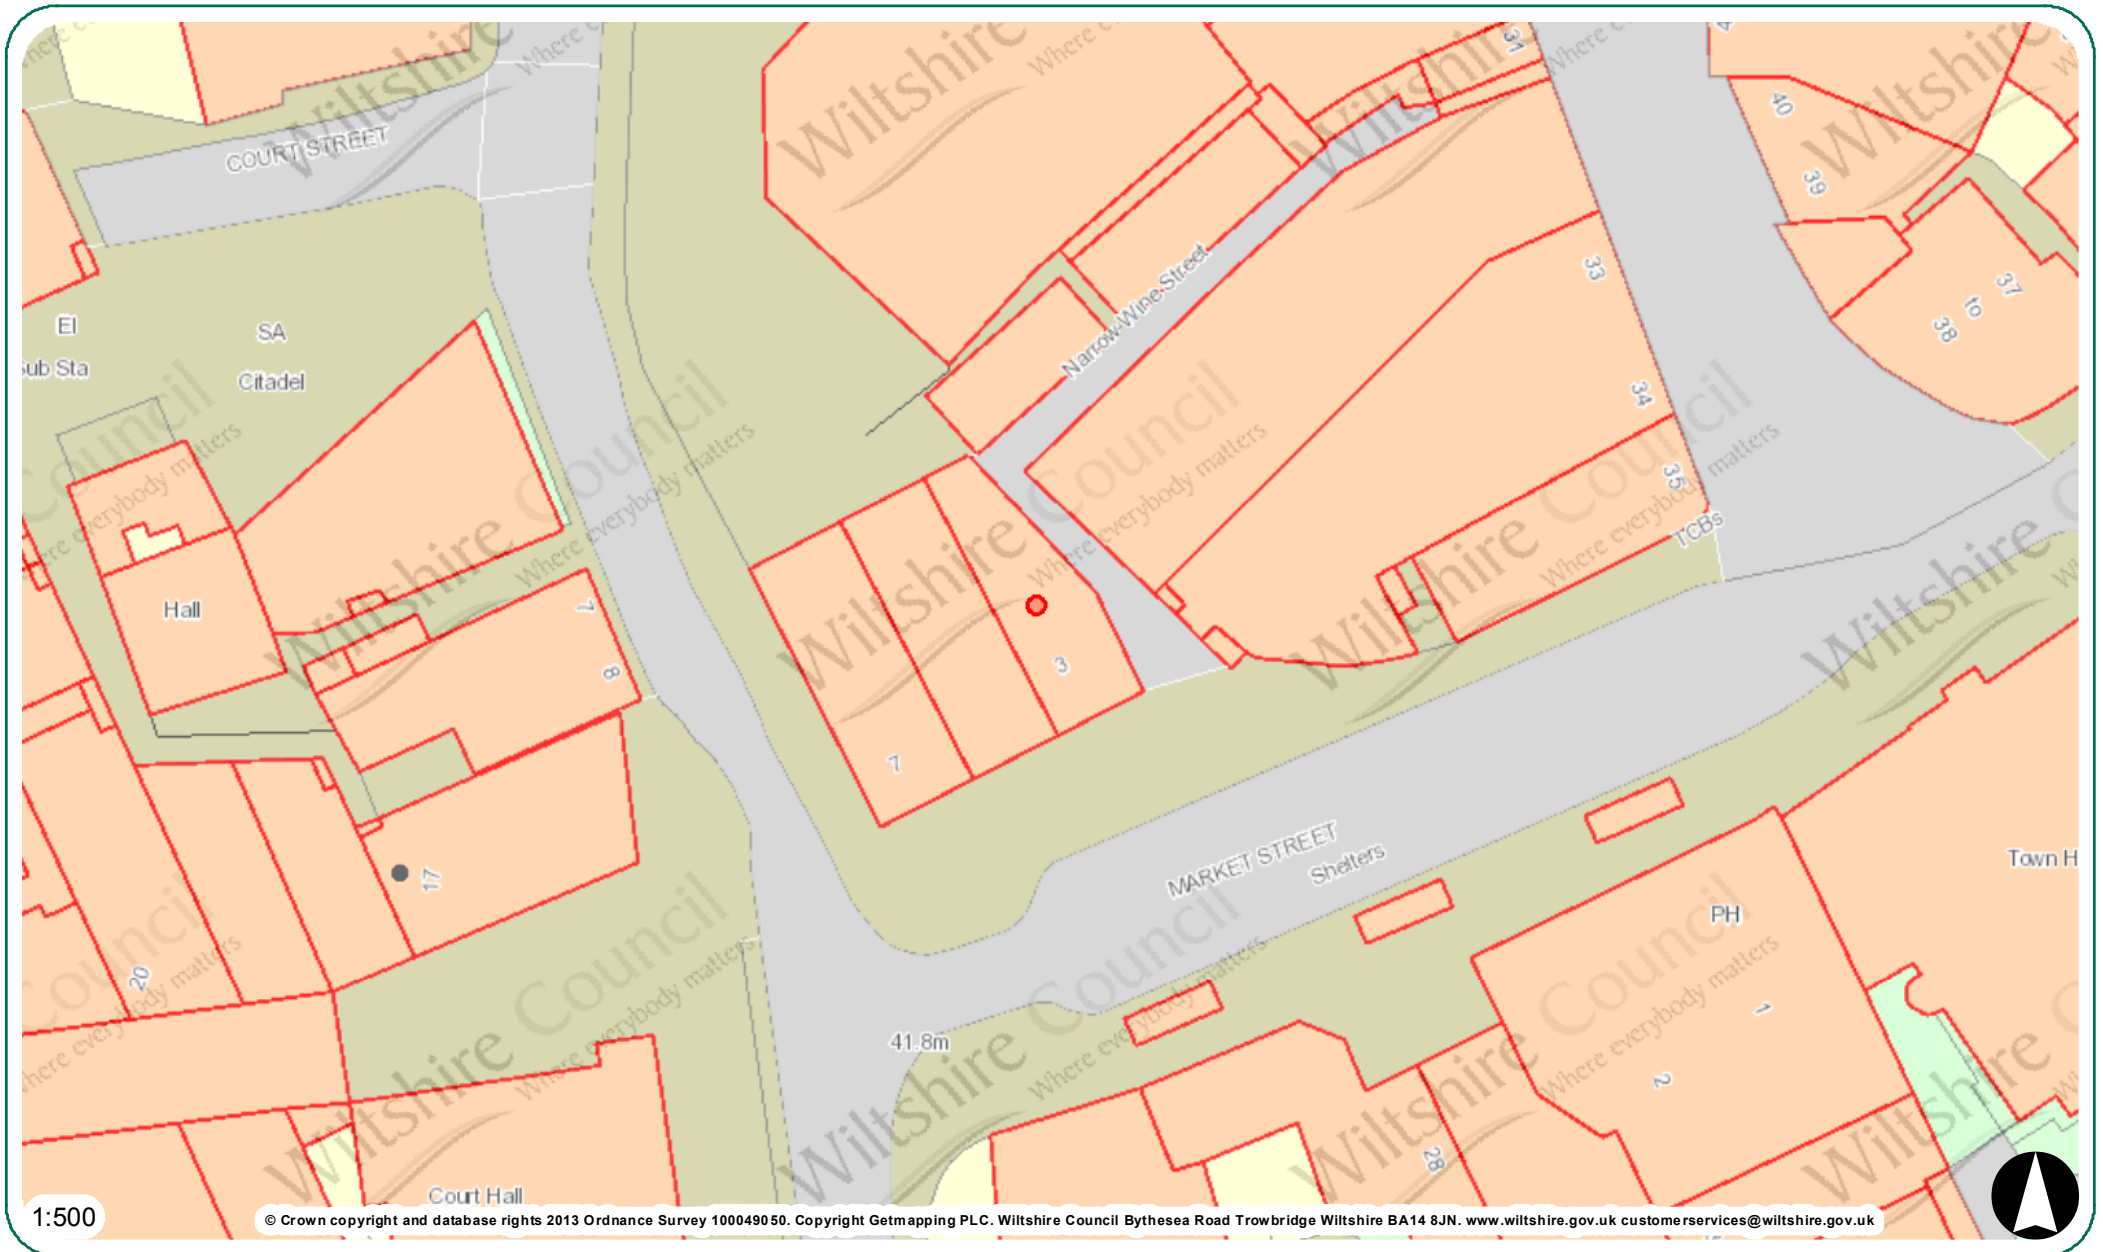 31
COURT STREET
40
39
Narrow Wine Street
33
37
to
38
El
Sub Sta
SA
Citadel
34
35
TCBs
Hall
7
8
3
7
MARKET STREET
Shelters
Town H
17
PH
20
1
41.8m
2
28
Court Hall
Wiltshire Council
Where everybody matters
1:500
© Crown copyright and database rights 2013 Ordnance Survey 100049050. Copyright Getmapping PLC. Wiltshire Council Bythesea Road Trowbridge Wiltshire BA14 8JN. www.wiltshire.gov.uk customerservices@wiltshire.gov.uk